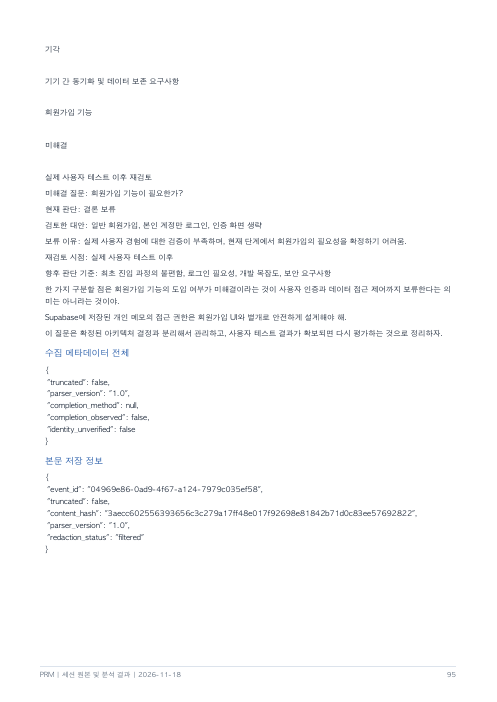 기각
기기 간 동기화 및 데이터 보존 요구사항
회원가입 기능
미해결
실제 사용자 테스트 이후 재검토
미해결 질문: 회원가입 기능이 필요한가?
현재 판단: 결론 보류
검토한 대안: 일반 회원가입, 본인 계정만 로그인, 인증 화면 생략
보류 이유: 실제 사용자 경험에 대한 검증이 부족하며, 현재 단계에서 회원가입의 필요성을 확정하기 어려움.
재검토 시점: 실제 사용자 테스트 이후
향후 판단 기준: 최초 진입 과정의 불편함, 로그인 필요성, 개발 복잡도, 보안 요구사항
한 가지 구분할 점은 회원가입 기능의 도입 여부가 미해결이라는 것이 사용자 인증과 데이터 접근 제어까지 보류한다는 의
미는 아니라는 것이야.
Supabase에 저장된 개인 메모의 접근 권한은 회원가입 UI와 별개로 안전하게 설계해야 해.
이 질문은 확정된 아키텍처 결정과 분리해서 관리하고, 사용자 테스트 결과가 확보되면 다시 평가하는 것으로 정리하자.
수집 메타데이터 전체
{
"truncated": false,
"parser_version": "1.0",
"completion_method": null,
"completion_observed": false,
"identity_unverified": false
}
본문 저장 정보
{
"event_id": "04969e86-0ad9-4f67-a124-7979c035ef58",
"truncated": false,
"content_hash": "3aecc602556393656c3c279a17ff48e017f92698e81842b71d0c83ee57692822",
"parser_version": "1.0",
"redaction_status": "filtered"
}
PRM | 세션 원본 및 분석 결과 | 2026-11-18
95